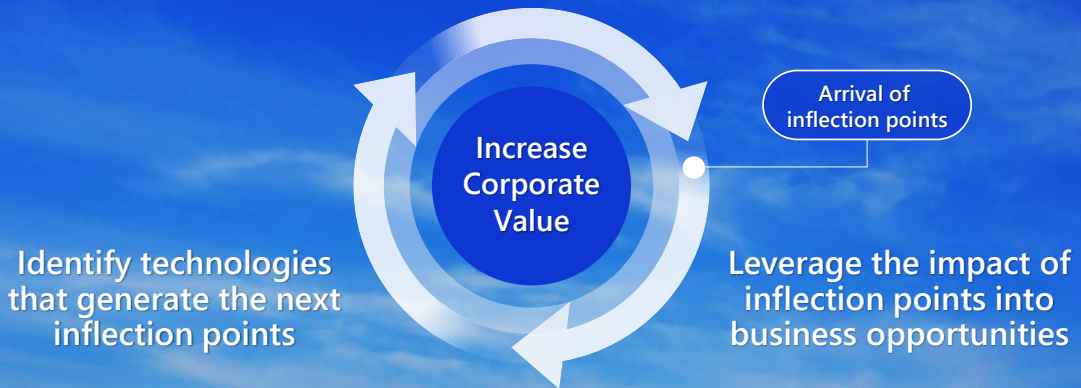 Increase
Corporate
Value
Arrival of
inflection points
Identify technologies
that generate the next
inflection points
Leverage the impact of
inflection points into
business opportunities